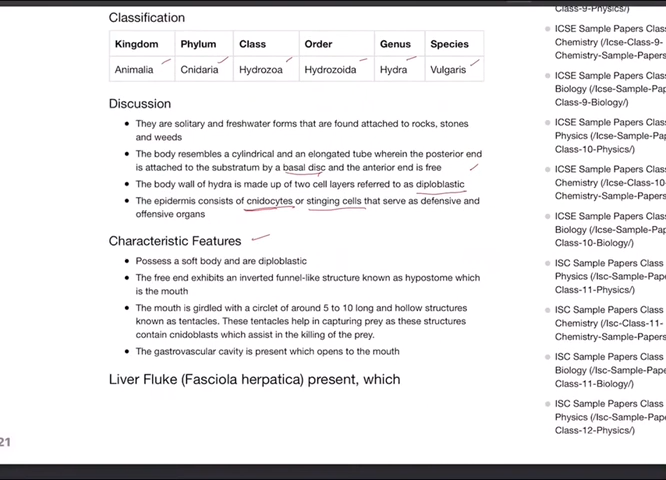 Classification
Kingdom Phylum Class Order Genus Species
Animalia Cnidaria Hydrozoa Hydrozoida Hydra Vulgaris
Discussion
They are solitary and freshwater forms that are found attached to rocks, stones
and weeds
The body resembles a cylindrical and an elongated tube wherein the posterior end
is attached to the substratum by a basal disc and the anterior end is free
The body wall of hydra is made up of two cell layers referred to as diploblastic
The epidermis consists of cnidocytes or stinging cells that serve as defensive and
offensive organs
Characteristic Features
Possess a soft body and are diploblastic
The free end exhibits an inverted funnel-like structure known as hypostome which
is the mouth
The mouth is girdled with a circlet of around 5 to 10 long and hollow structures
known as tentacles. These tentacles help in capturing prey as these structures
contain cnidoblasts which assist in the killing of the prey.
The gastrovascular cavity is present which opens to the mouth
Liver Fluke (Fasciola herpatica) present, which
21
Class-9-Physics/)
ICSE Sample Papers Class
Chemistry (/Icse-Class-9-
Chemistry-Sample-Papers
ICSE Sample Papers Class
Biology (/Icse-Sample-Pap
Class-9-Biology/)
ICSE Sample Papers Class
Physics (/Icse-Sample-Pa
Class-10-Physics/)
ICSE Sample Papers Class
Chemistry (/Icse-Class-10-
Chemistry-Sample-Papers
ICSE Sample Papers Class
Biology (/Icse-Sample-Pap
Class-10-Biology/)
ISC Sample Papers Class
Physics (/Isc-Sample-Pape
Class-11-Physics/)
ISC Sample Papers Class
Chemistry (/Isc-Class-11-
Chemistry-Sample-Papers
ISC Sample Papers Class
Biology (/Isc-Sample-Pape
Class-11-Biology/)
ISC Sample Papers Class
Physics (/Isc-Sample-Pape
Class-12-Physics/)